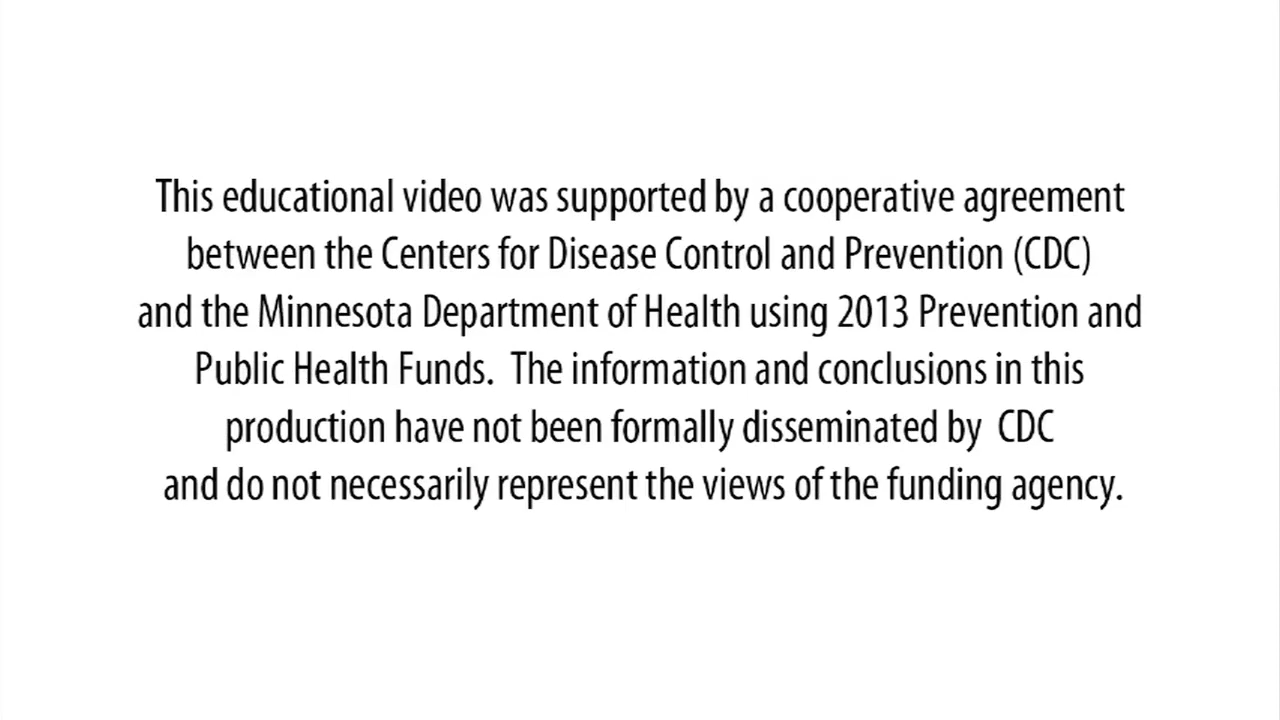 This educational video was supported by a cooperative agreement
between the Centers for Disease Control and Prevention (CDC)
and the Minnesota Department of Health using 2013 Prevention and
Public Health Funds.  The information and conclusions in this
production have not been formally disseminated by  CDC
and do not necessarily represent the views of the funding agency.